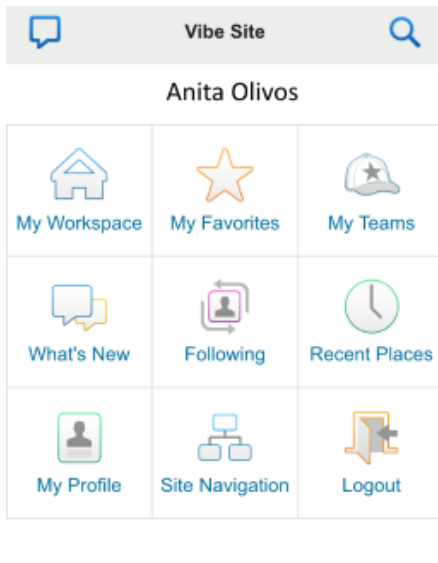 Vibe Site
Anita Olivos
My Workspace
My Favorites
My Teams
What's New
Following
Recent Places
My Profile
Site Navigation
Logout